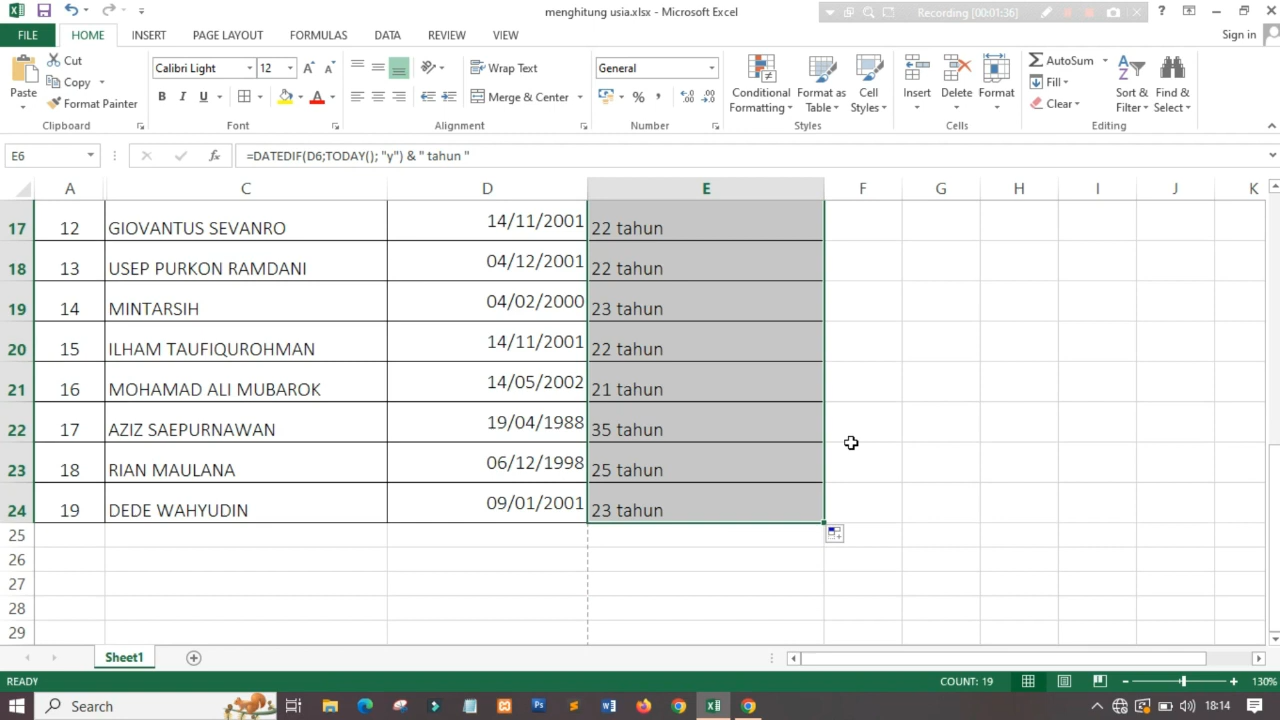 menghitung usia.xlsx - Microsoft Excel
Recording [00:01:36]
FILE HOME INSERT PAGE LAYOUT FORMULAS DATA REVIEW VIEW Sign in
Cut
Copy
Format Painter
Paste
Clipboard
Calibri Light 12
B I U
Font
Wrap Text
Merge & Center
Alignment
General
%
Number
Conditional Formatting
Format as Table
Cell Styles
Styles
Insert Delete Format
Cells
AutoSum
Fill
Clear
Sort & Filter
Find & Select
Editing
E6 fx =DATEDIF(D6;TODAY(); "y") & " tahun "
A C D E F G H I J K
17 12 GIOVANTUS SEVANRO 14/11/2001 22 tahun
18 13 USEP PURKON RAMDANI 04/12/2001 22 tahun
19 14 MINTARSIH 04/02/2000 23 tahun
20 15 ILHAM TAUFIQUROHMAN 14/11/2001 22 tahun
21 16 MOHAMAD ALI MUBAROK 14/05/2002 21 tahun
22 17 AZIZ SAEPURNAWAN 19/04/1988 35 tahun
23 18 RIAN MAULANA 06/12/1998 25 tahun
24 19 DEDE WAHYUDIN 09/01/2001 23 tahun
25
26
27
28
29
Sheet1
READY COUNT: 19 130%
Search 18:14